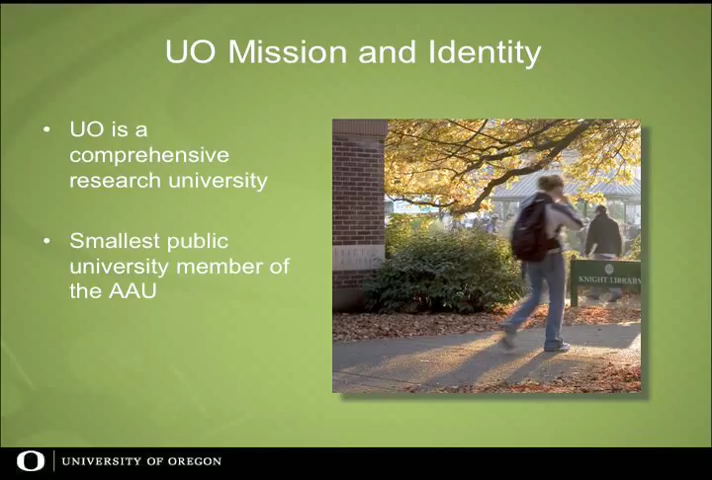 UO Mission and Identity
• UO is a
comprehensive
research university
• Smallest public
university member of
the AAU
KNIGHT LIBRARY
O UNIVERSITY OF OREGON